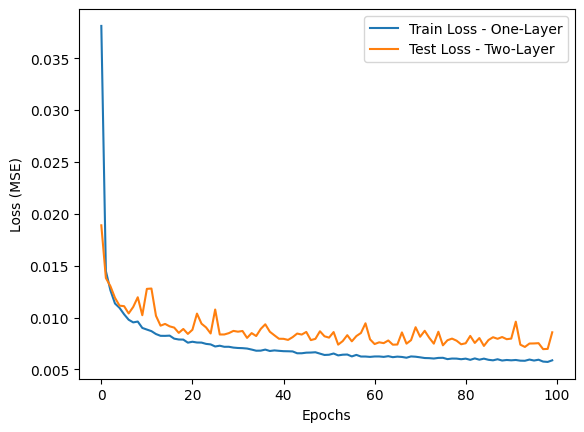 Train Loss - One-Layer
Test Loss - Two-Layer
Loss (MSE)
0.035
0.030
0.025
0.020
0.015
0.010
0.005
0 20 40 60 80 100
Epochs